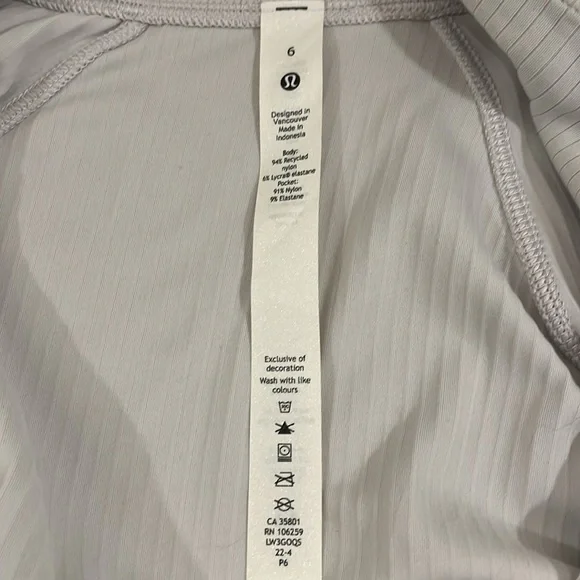 6
Designed in
Vancouver
Made in
Indonesia
Body:
94% Recycled
nylon
6% Lycra® elastane
Pocket:
91% Nylon
9% Elastane
Exclusive of
decoration
Wash with like
colours
CA 35801
RN 106259
LW3GOQS
22-4
P6